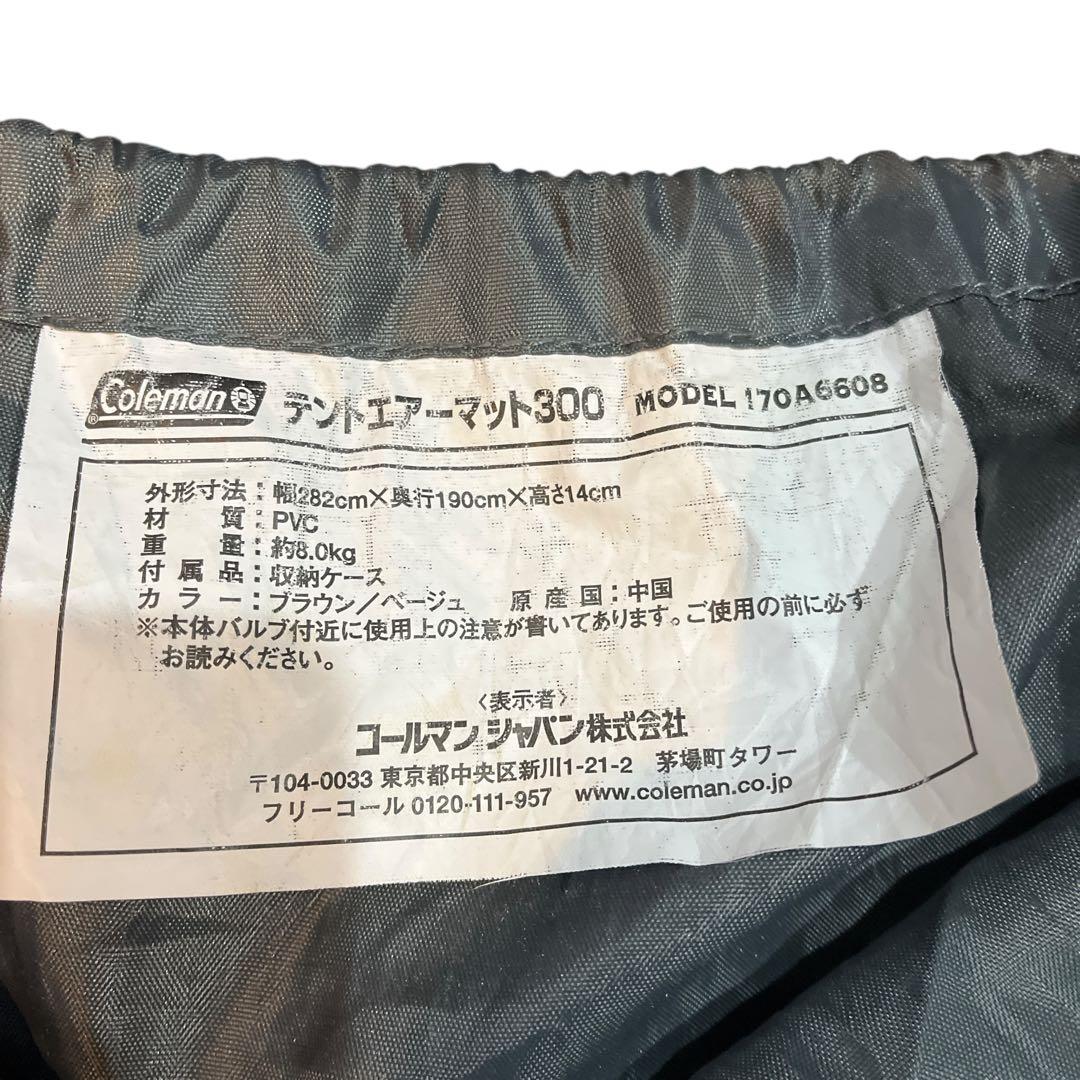 Coleman® テントエアーマット300 MODEL 170A6608
外形寸法：幅282cm×奥行190cm×高さ14cm
材　質：PVC
重　量：約8.0kg
付属品：収納ケース
カラー：ブラウン／ベージュ　原産国：中国
※本体バルブ付近に使用上の注意が書いてあります。ご使用の前に必ず
お読みください。
〈表示者〉
コールマン ジャパン株式会社
〒104-0033 東京都中央区新川1-21-2　茅場町タワー
フリーコール 0120-111-957　www.coleman.co.jp